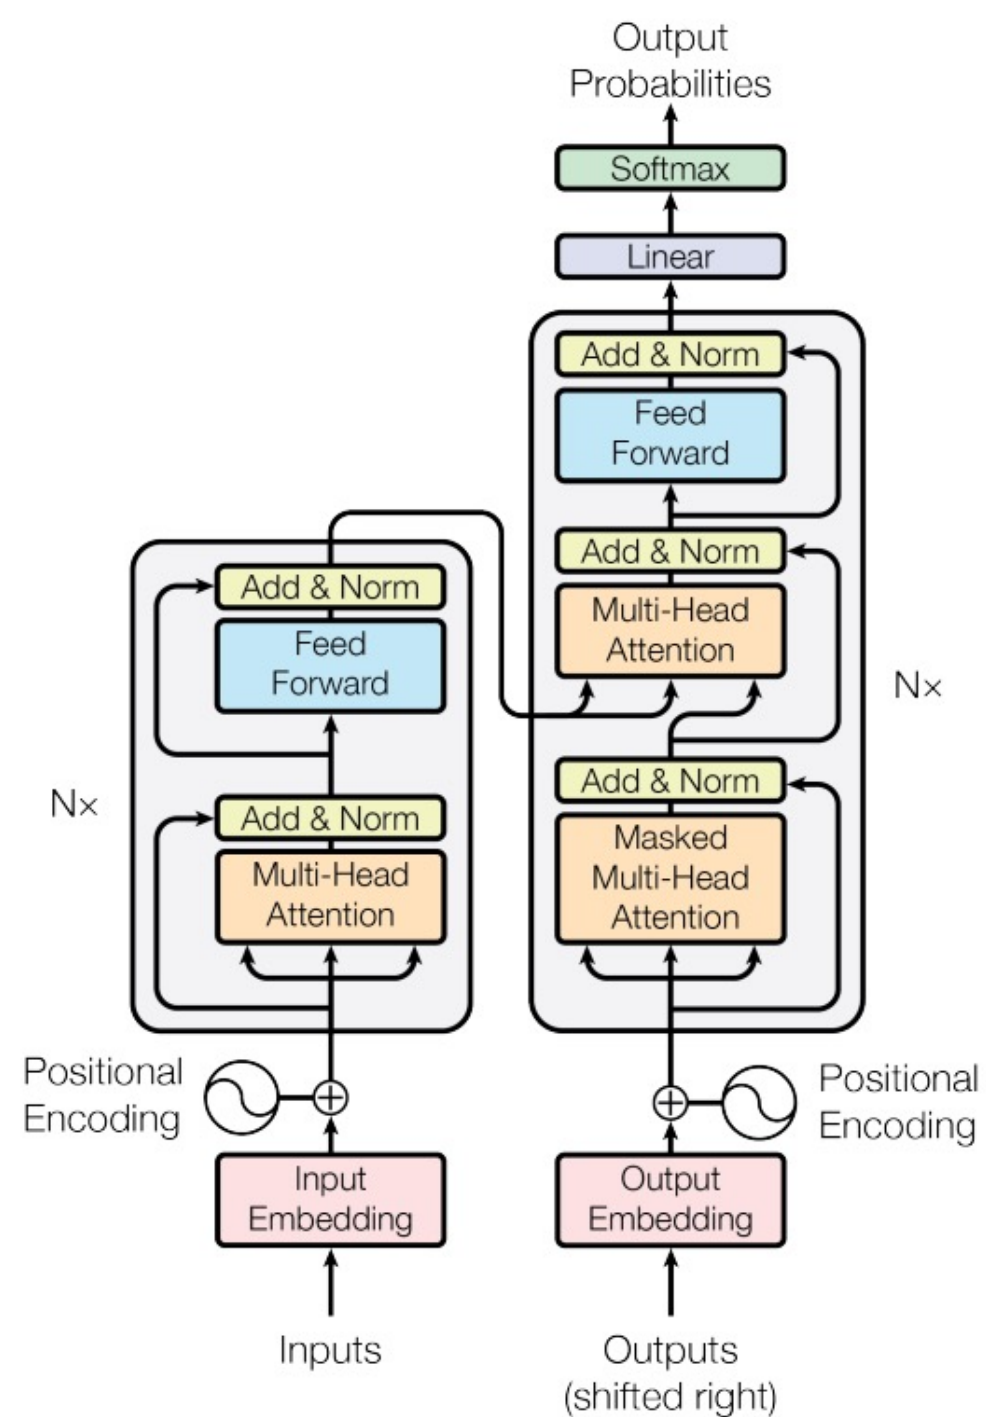 Output
Probabilities
Softmax
Linear
Add & Norm
Feed
Forward
Add & Norm
Multi-Head
Attention
Add & Norm
Masked
Multi-Head
Attention
N×
Add & Norm
Feed
Forward
Add & Norm
Multi-Head
Attention
N×
Positional
Encoding
Positional
Encoding
Input
Embedding
Output
Embedding
Inputs
Outputs
(shifted right)